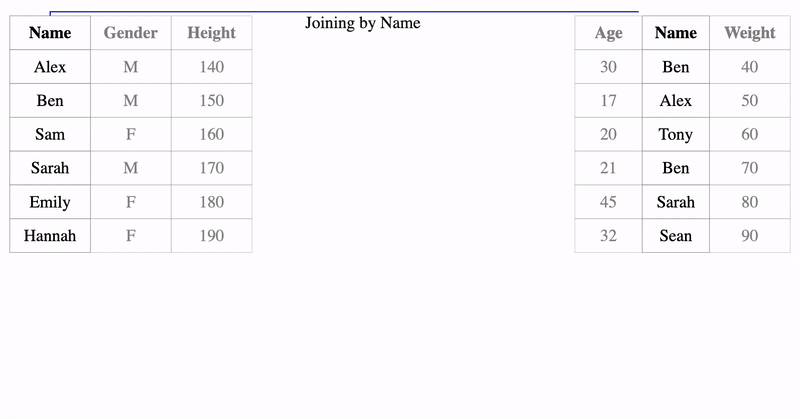 Joining by Name
Name Gender Height
Alex M 140
Ben M 150
Sam F 160
Sarah M 170
Emily F 180
Hannah F 190
Age Name Weight
30 Ben 40
17 Alex 50
20 Tony 60
21 Ben 70
45 Sarah 80
32 Sean 90